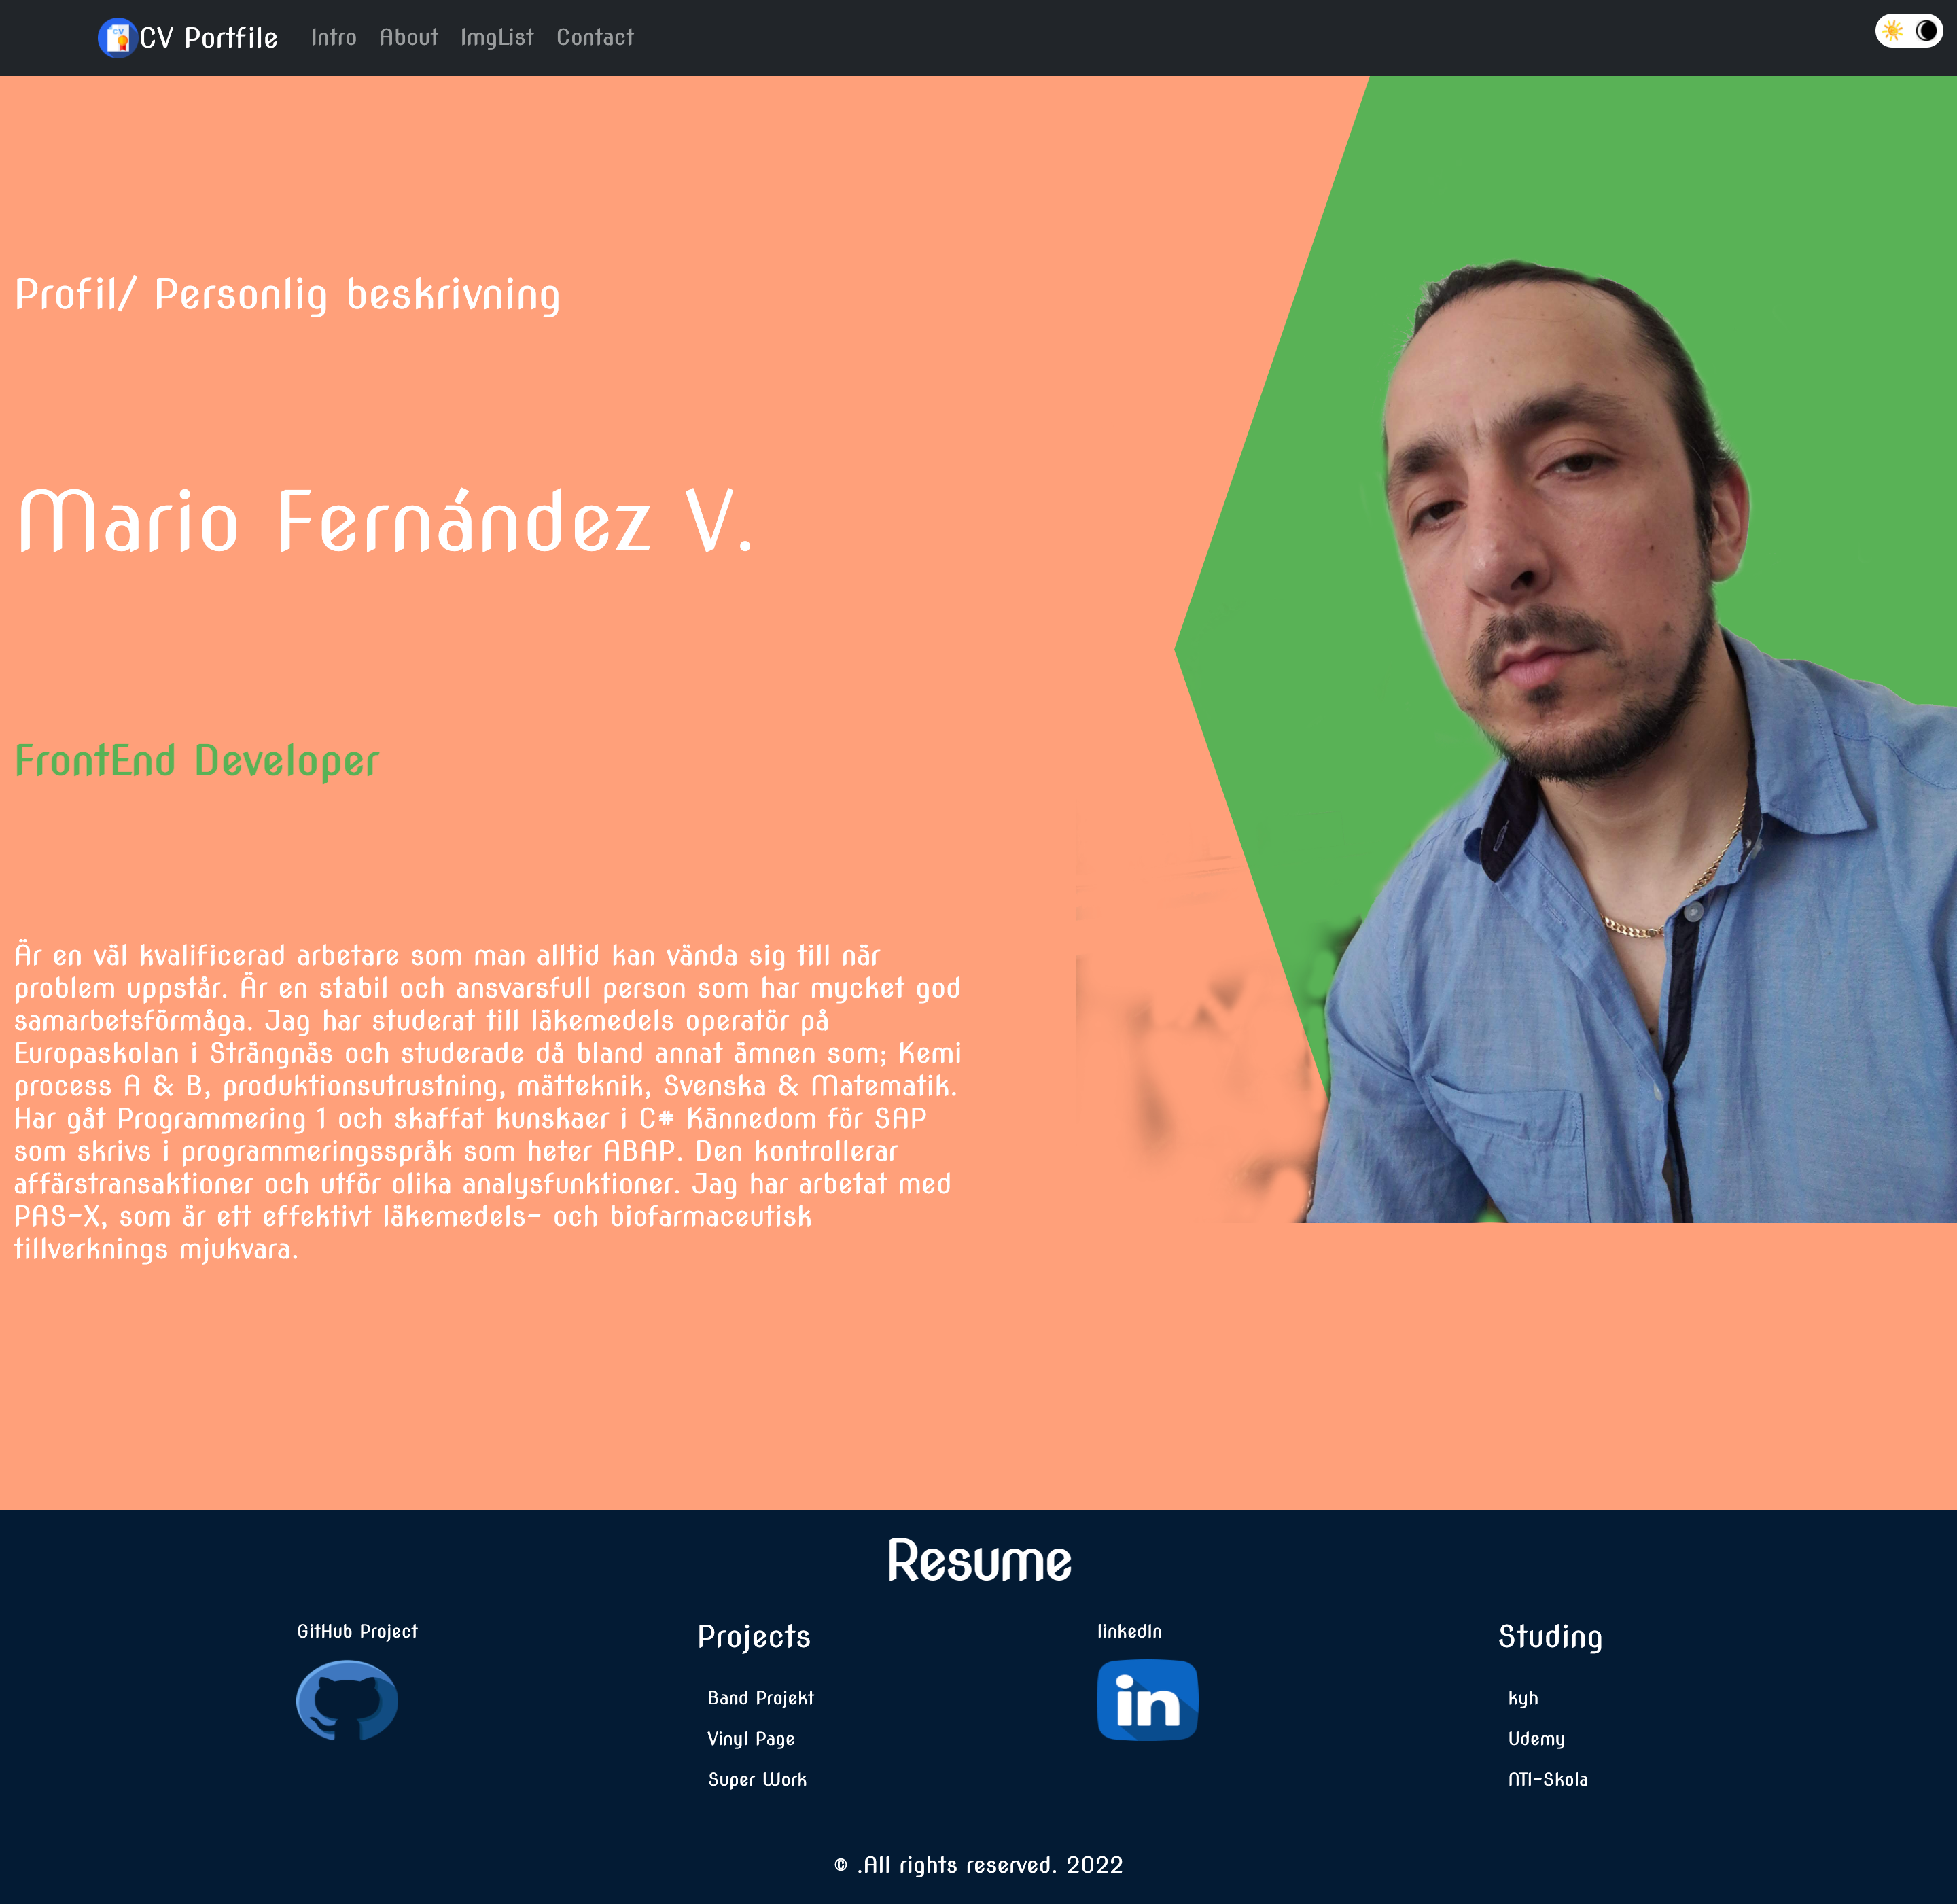 CV Portfile Intro About ImgList Contact
Profil/ Personlig beskrivning
Mario Fernández V.
FrontEnd Developer
Är en väl kvalificerad arbetare som man alltid kan vända sig till när
problem uppstår. Är en stabil och ansvarsfull person som har mycket god
samarbetsförmåga. Jag har studerat till läkemedels operatör på
Europaskolan i Strängnäs och studerade då bland annat ämnen som; Kemi
process A & B, produktionsutrustning, mätteknik, Svenska & Matematik.
Har gåt Programmering 1 och skaffat kunskaer i C# Kännedom för SAP
som skrivs i programmeringsspråk som heter ABAP. Den kontrollerar
affärstransaktioner och utför olika analysfunktioner. Jag har arbetat med
PAS-X, som är ett effektivt läkemedels- och biofarmaceutisk
tillverknings mjukvara.
Resume
GitHub Project
Projects
Band Projekt
Vinyl Page
Super Work
linkedIn
in
Studing
kyh
Udemy
NTI-Skola
© .All rights reserved. 2022